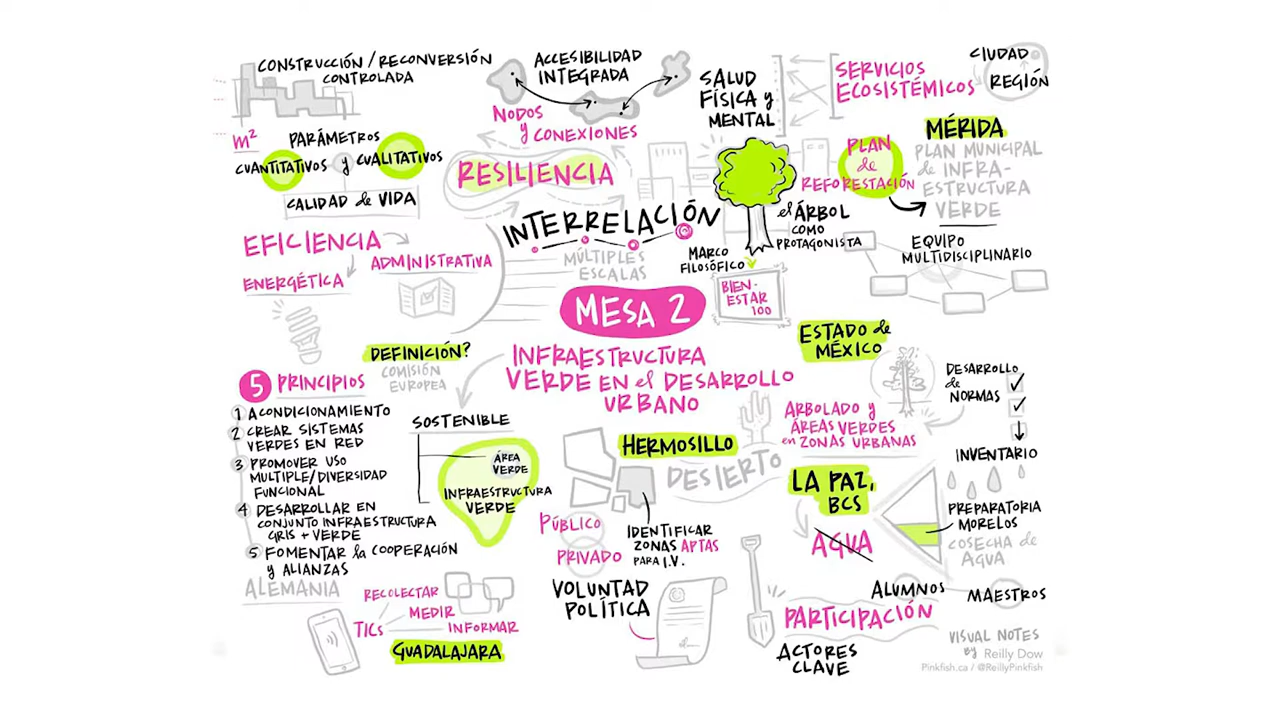 CONSTRUCCIÓN / RECONVERSIÓN
CONTROLADA
m²
PARÁMETROS
CUANTITATIVOS y CUALITATIVOS
CALIDAD de VIDA
ACCESIBILIDAD
INTEGRADA
NODOS
y CONEXIONES
RESILIENCIA
SALUD
FÍSICA y
MENTAL
SERVICIOS
ECOSISTÉMICOS
CIUDAD
REGIÓN
PLAN
de
REFORESTACIÓN
MÉRIDA
PLAN MUNICIPAL
de INFRA-
ESTRUCTURA
VERDE
el ÁRBOL
COMO
PROTAGONISTA
EFICIENCIA
ENERGÉTICA
ADMINISTRATIVA
INTERRELACIÓN
MÚLTIPLES
ESCALAS
MARCO
FILOSÓFICO
BIEN-
ESTAR
100
EQUIPO
MULTIDISCIPLINARIO
MESA 2
INFRAESTRUCTURA
VERDE EN el DESARROLLO
URBANO
DEFINICIÓN?
COMISIÓN
EUROPEA
SOSTENIBLE
ÁREA
VERDE
INFRAESTRUCTURA
VERDE
5 PRINCIPIOS
1 ACONDICIONAMIENTO
2 CREAR SISTEMAS
VERDES EN RED
3 PROMOVER USO
MULTIPLE/DIVERSIDAD
FUNCIONAL
4 DESARROLLAR EN
CONJUNTO INFRAESTRUCTURA
GRIS + VERDE
5 FOMENTAR la COOPERACIÓN
y ALIANZAS
ALEMANIA
ESTADO de
MÉXICO
ARBOLADO y
ÁREAS VERDES
en ZONAS URBANAS
DESARROLLO
de
NORMAS
INVENTARIO
HERMOSILLO
DESIERTO
PÚBLICO
PRIVADO
IDENTIFICAR
ZONAS APTAS
PARA I.V.
LA PAZ,
BCS
AGUA
PREPARATORIA
MORELOS
COSECHA de
AGUA
ALUMNOS
MAESTROS
TICs
RECOLECTAR
MEDIR
INFORMAR
GUADALAJARA
VOLUNTAD
POLÍTICA
PARTICIPACIÓN
ACTORES
CLAVE
VISUAL NOTES
BY Reilly Dow
Pinkfish.ca / @ReillyPinkfish